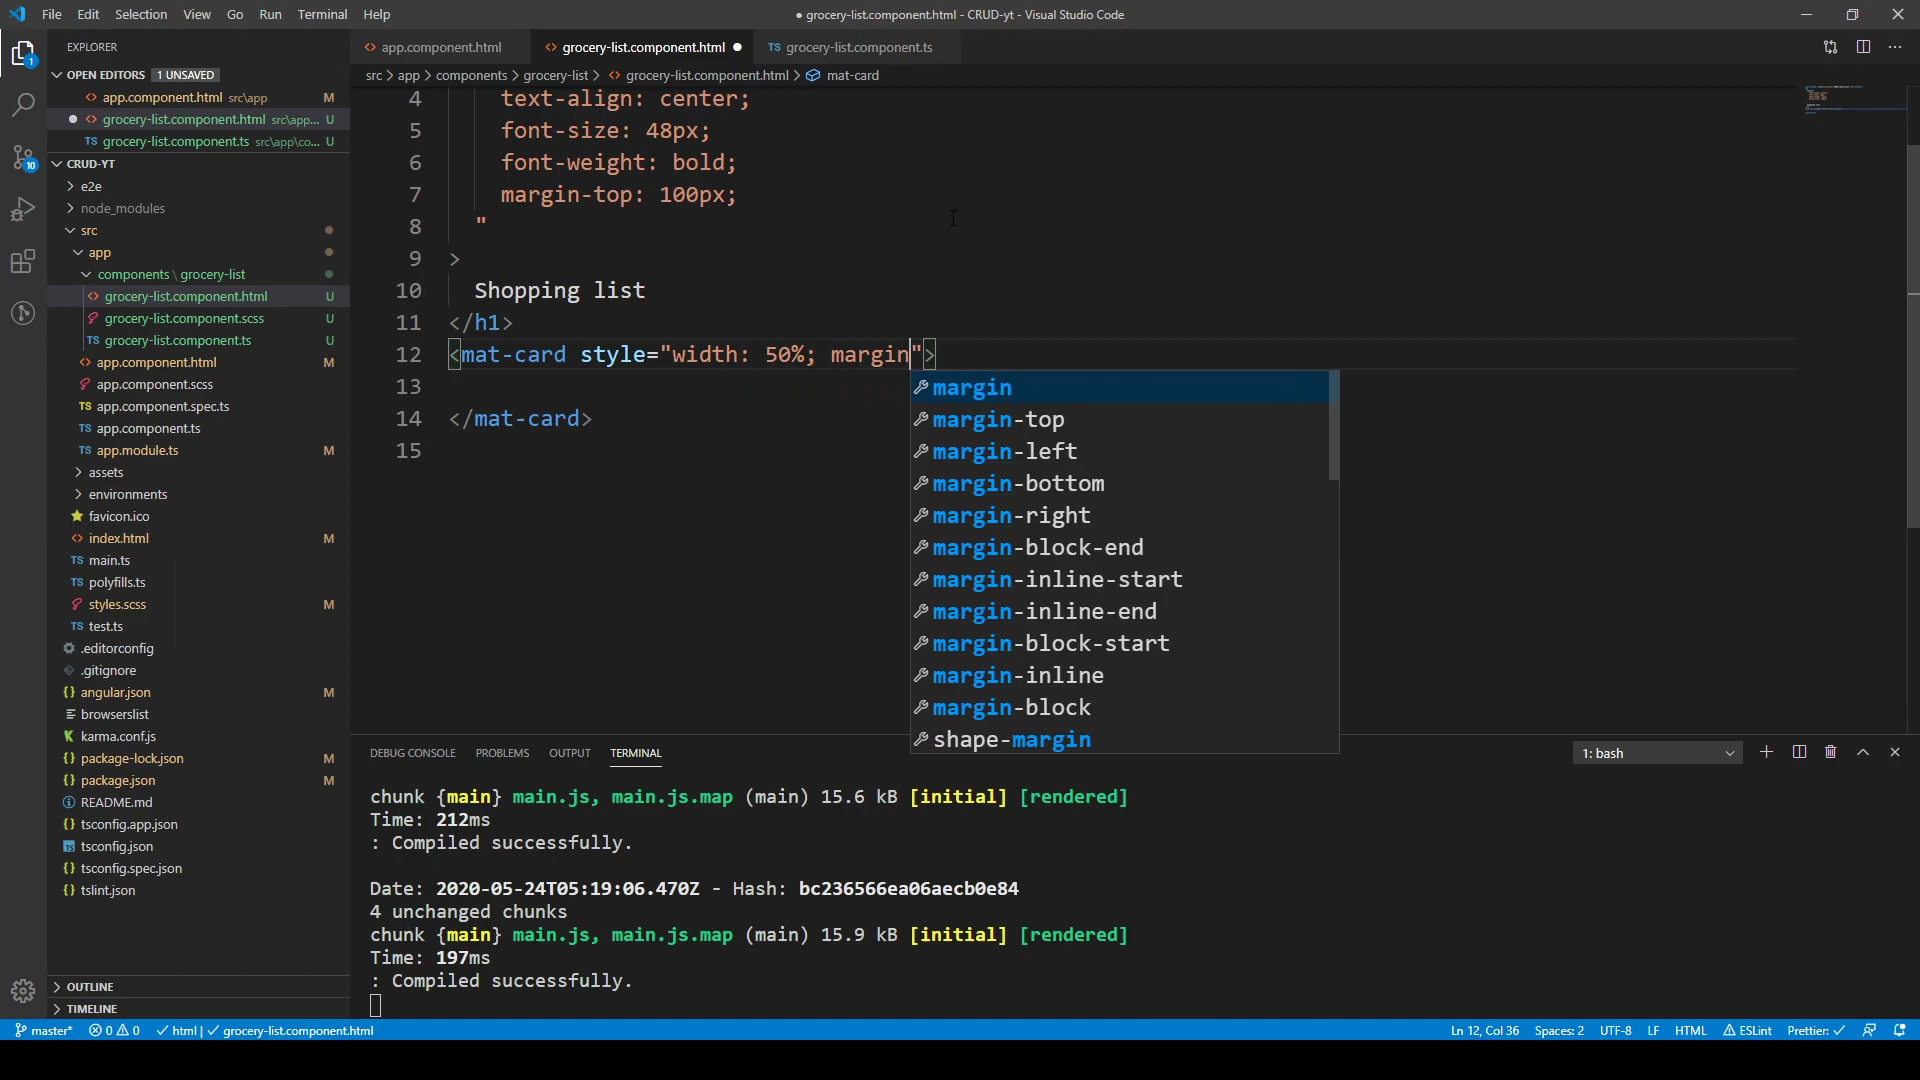 File Edit Selection View Go Run Terminal Help
● grocery-list.component.html - CRUD-yt - Visual Studio Code
EXPLORER
OPEN EDITORS 1 UNSAVED
app.component.html src\app M
grocery-list.component.html src\app... U
TS grocery-list.component.ts src\app\co... U
CRUD-YT
e2e
node_modules
src
app
components \ grocery-list
grocery-list.component.html U
grocery-list.component.scss U
TS grocery-list.component.ts U
app.component.html M
app.component.scss
TS app.component.spec.ts
TS app.component.ts
TS app.module.ts M
assets
environments
favicon.ico
index.html M
TS main.ts
TS polyfills.ts
styles.scss M
TS test.ts
.editorconfig
.gitignore
{} angular.json M
browserslist
karma.conf.js
{} package-lock.json M
{} package.json M
README.md
{} tsconfig.app.json
tsconfig.json
{} tsconfig.spec.json
{} tslint.json
OUTLINE
TIMELINE
1
10
<> app.component.html
<> grocery-list.component.html ●
TS grocery-list.component.ts
src > app > components > grocery-list > <> grocery-list.component.html > mat-card
4 text-align: center;
5 font-size: 48px;
6 font-weight: bold;
7 margin-top: 100px;
8 "
9 >
10 Shopping list
11 </h1>
12 <mat-card style="width: 50%; margin">
13
14 </mat-card>
15
margin
margin-top
margin-left
margin-bottom
margin-right
margin-block-end
margin-inline-start
margin-inline-end
margin-block-start
margin-inline
margin-block
shape-margin
DEBUG CONSOLE PROBLEMS OUTPUT TERMINAL
1: bash
chunk {main} main.js, main.js.map (main) 15.6 kB [initial] [rendered]
Time: 212ms
: Compiled successfully.
Date: 2020-05-24T05:19:06.470Z - Hash: bc236566ea06aecb0e84
4 unchanged chunks
chunk {main} main.js, main.js.map (main) 15.9 kB [initial] [rendered]
Time: 197ms
: Compiled successfully.
master* 0 0 ✓ html | ✓ grocery-list.component.html
Ln 12, Col 36 Spaces: 2 UTF-8 LF HTML ESLint Prettier: ✓